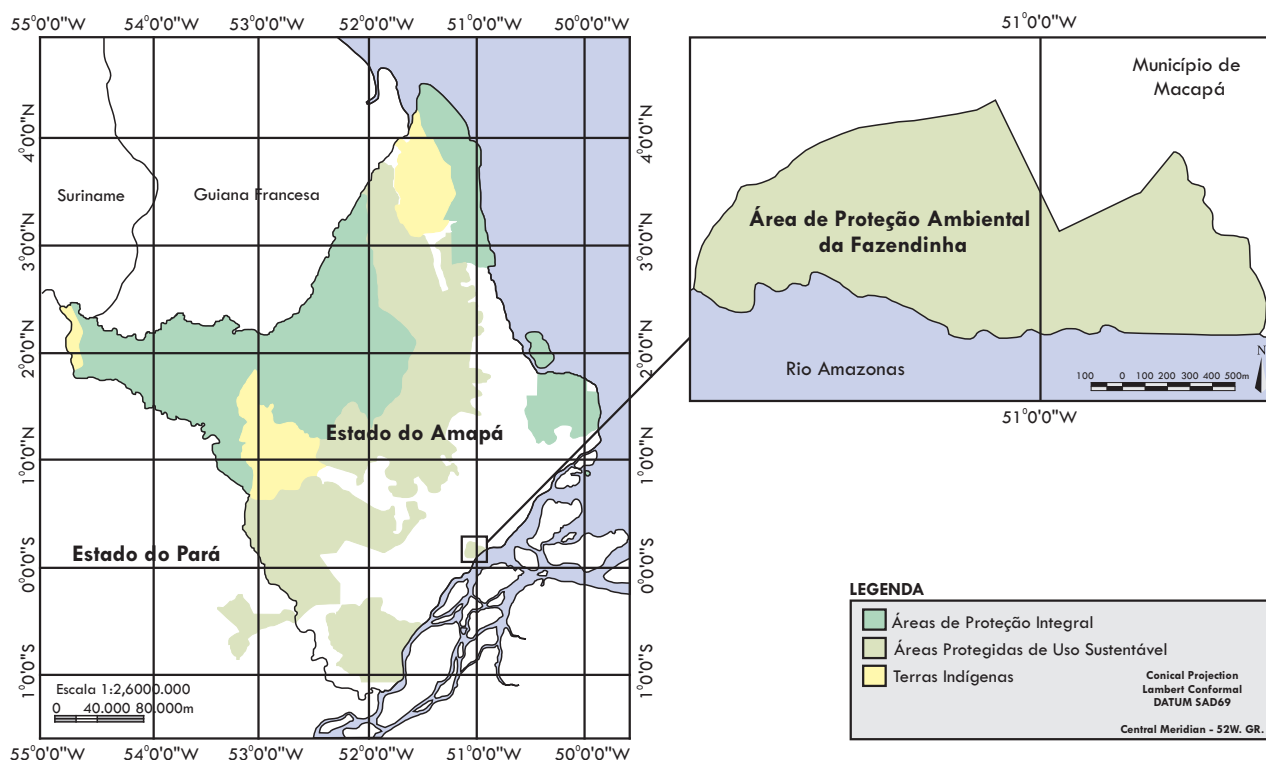 55°0'0"W 54°0'0"W 53°0'0"W 52°0'0"W 51°0'0"W 50°0'0"W
4°0'0"N
3°0'0"N
2°0'0"N
1°0'0"N
0°0'0"S
1°0'0"S
Suriname
Guiana Francesa
Estado do Amapá
Estado do Pará
Escala 1:2,6000.000
0 40.000 80.000m
4°0'0"N
3°0'0"N
2°0'0"N
1°0'0"N
0°0'0"S
1°0'0"S
55°0'0"W 54°0'0"W 53°0'0"W 52°0'0"W 51°0'0"W 50°0'0"W
51°0'0"W
Município de
Macapá
Área de Proteção Ambiental
da Fazendinha
Rio Amazonas
N
100 0 100 200 300 400 500m
51°0'0"W
LEGENDA
Áreas de Proteção Integral
Áreas Protegidas de Uso Sustentável
Terras Indígenas
Conical Projection
Lambert Conformal
DATUM SAD69
Central Meridian - 52W. GR.